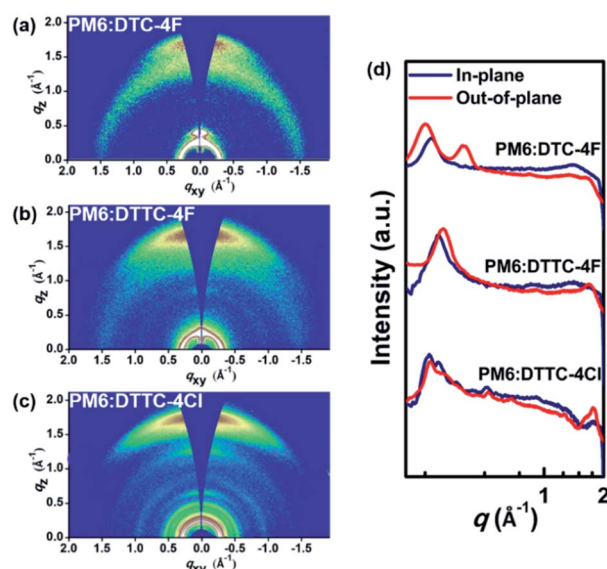 (a) PM6:DTC-4F
2.0
1.5
1.0
0.5
0.0
qz (Å-1)
2.0 1.5 1.0 0.5 0.0 -0.5 -1.0 -1.5
qxy (Å-1)
(b) PM6:DTTC-4F
2.0
1.5
1.0
0.5
0.0
qz (Å-1)
2.0 1.5 1.0 0.5 0.0 -0.5 -1.0 -1.5
qxy (Å-1)
(c) PM6:DTTC-4Cl
2.0
1.5
1.0
0.5
0.0
qz (Å-1)
2.0 1.5 1.0 0.5 0.0 -0.5 -1.0 -1.5
qxy (Å-1)
(d)
In-plane
Out-of-plane
PM6:DTC-4F
PM6:DTTC-4F
PM6:DTTC-4Cl
Intensity (a.u.)
1 2
q (Å-1)